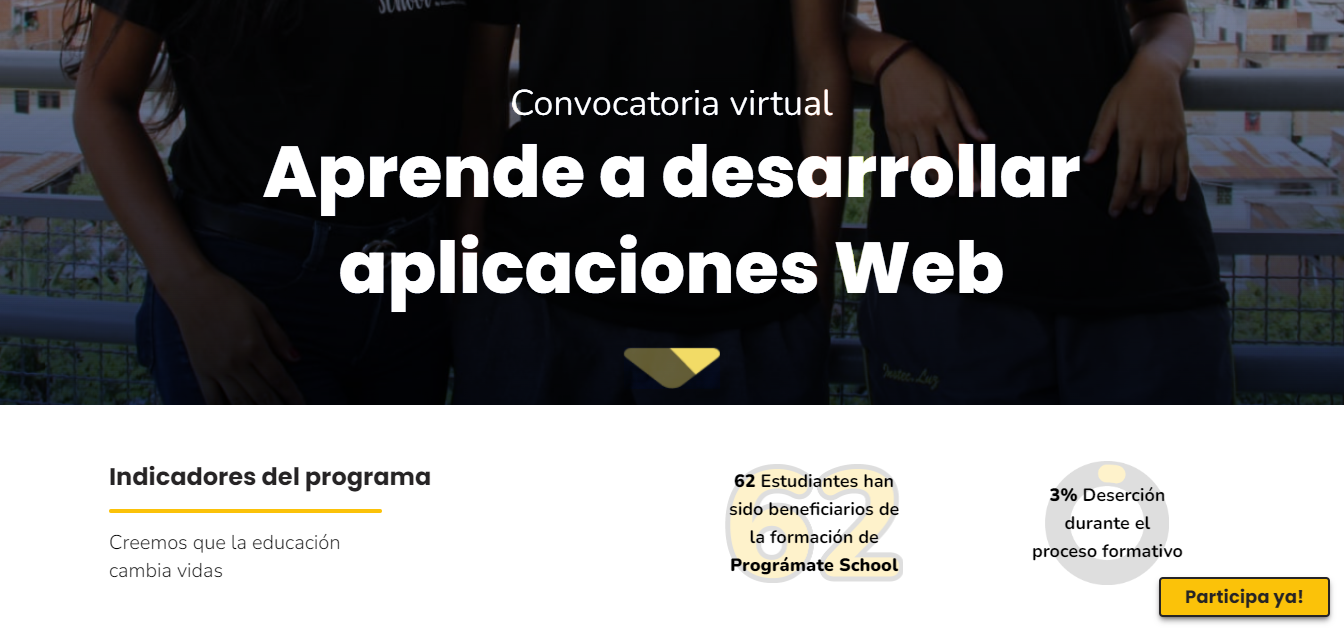 School
Convocatoria virtual
Aprende a desarrollar
aplicaciones Web
Indicadores del programa
Creemos que la educación
cambia vidas
62
62 Estudiantes han
sido beneficiarios de
la formación de
Prográmate School
3% Deserción
durante el
proceso formativo
Participa ya!